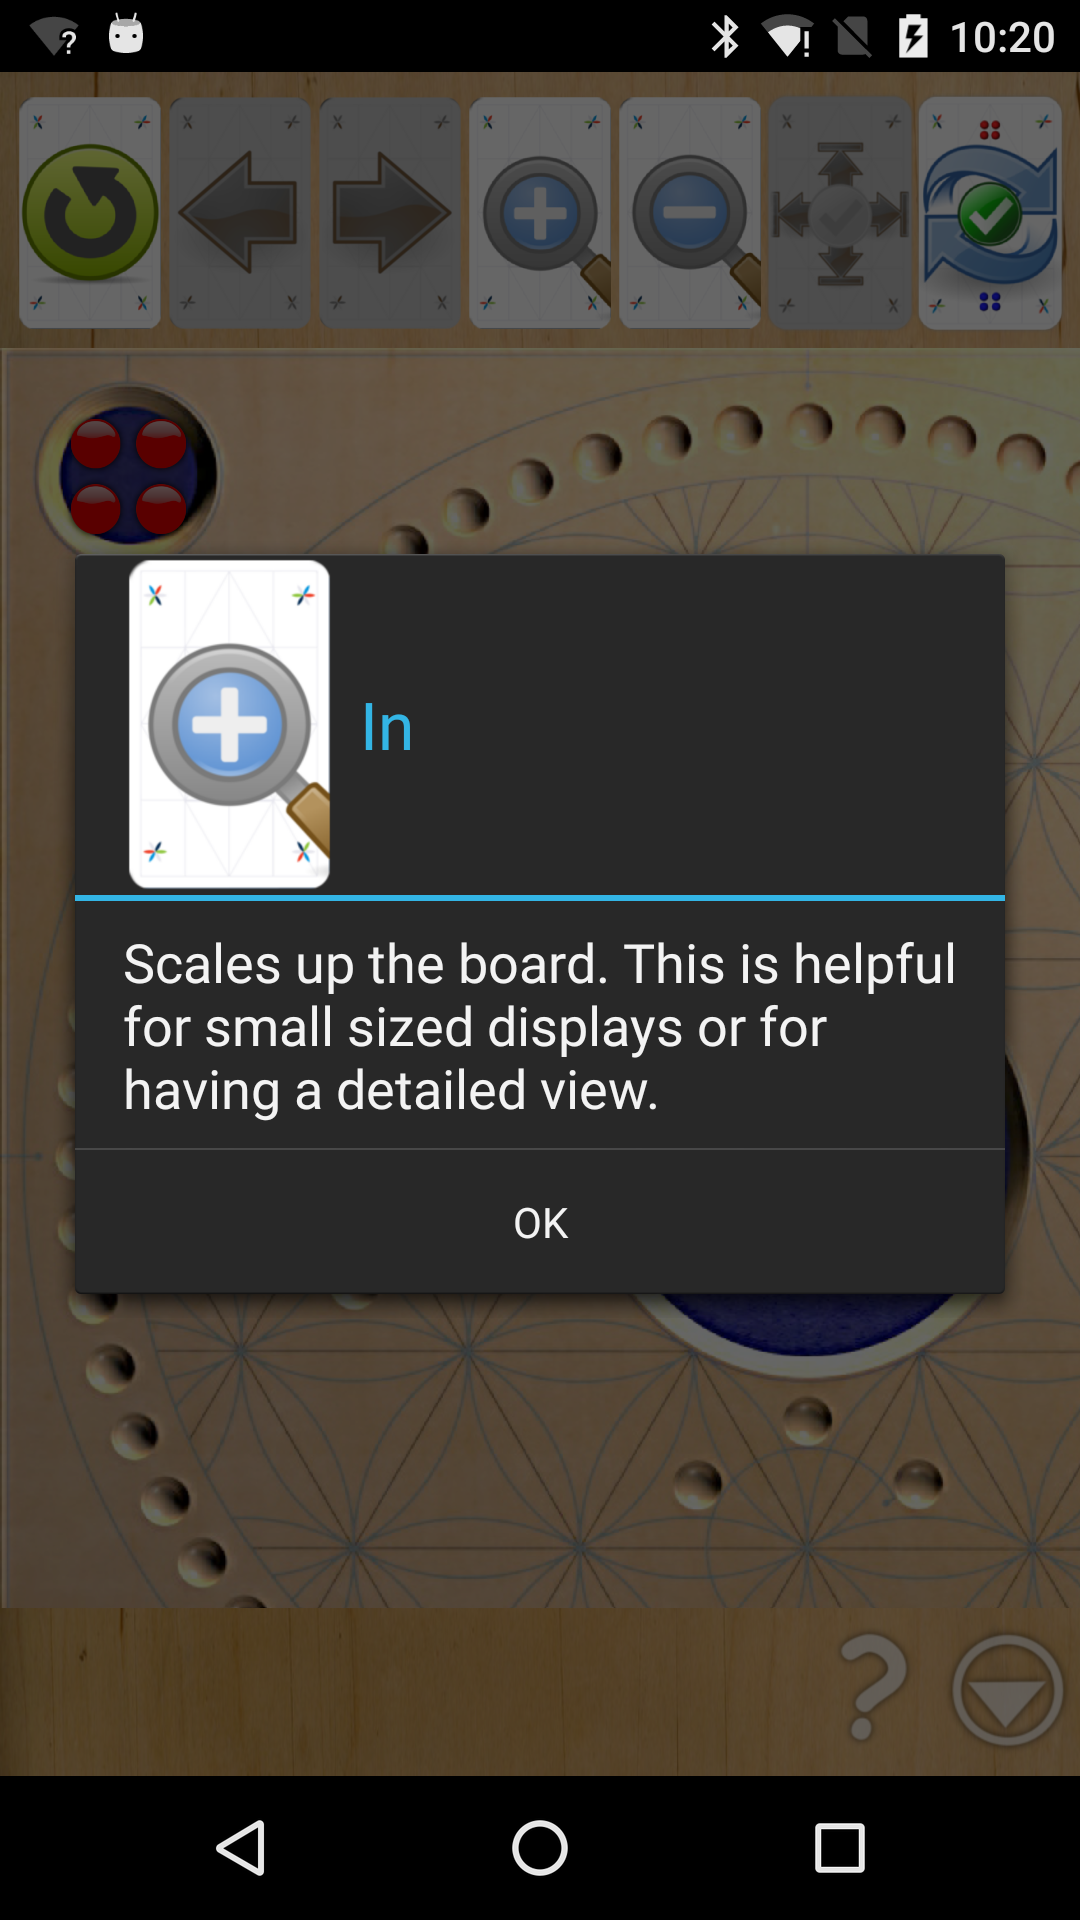 10:20
In
Scales up the board. This is helpful
for small sized displays or for
having a detailed view.
OK
?